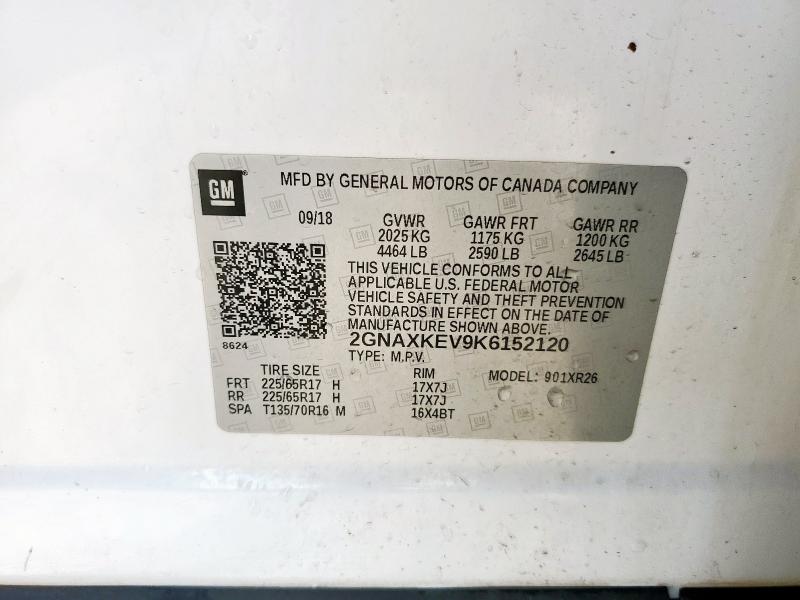 GM
MFD BY GENERAL MOTORS OF CANADA COMPANY
09/18 GVWR GAWR FRT GAWR RR
2025 KG 1175 KG 1200 KG
4464 LB 2590 LB 2645 LB
THIS VEHICLE CONFORMS TO ALL
APPLICABLE U.S. FEDERAL MOTOR
VEHICLE SAFETY AND THEFT PREVENTION
STANDARDS IN EFFECT ON THE DATE OF
MANUFACTURE SHOWN ABOVE.
8624
2GNAXKEV9K6152120
TYPE: M.P.V.
TIRE SIZE RIM MODEL: 901XR26
FRT 225/65R17 H 17X7J
RR 225/65R17 H 17X7J
SPA T135/70R16 M 16X4BT